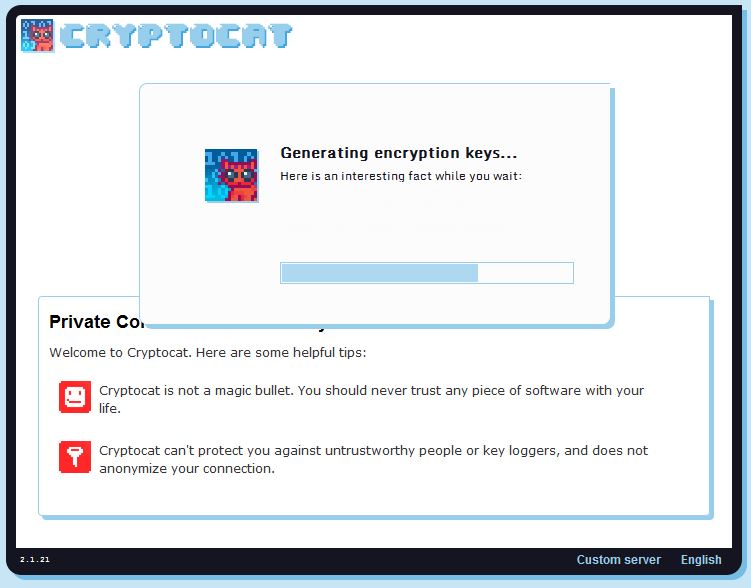 CRYPTOCAT
Generating encryption keys...
Here is an interesting fact while you wait:
Private
Welcome to Cryptocat. Here are some helpful tips:
Cryptocat is not a magic bullet. You should never trust any piece of software with your
life.
Cryptocat can't protect you against untrustworthy people or key loggers, and does not
anonymize your connection.
2.1.21
Custom server
English